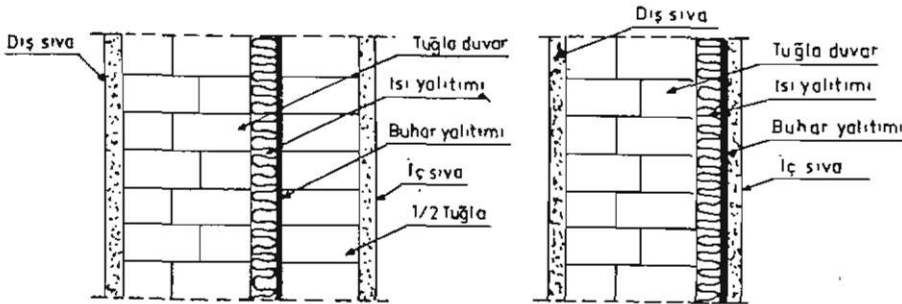 Dış sıva
Tuğla duvar
Isı yalıtımı
Buhar yalıtımı
İç sıva
1/2 Tuğla
Dış sıva
Tuğla duvar
Isı yalıtımı
Buhar yalıtımı
İç sıva